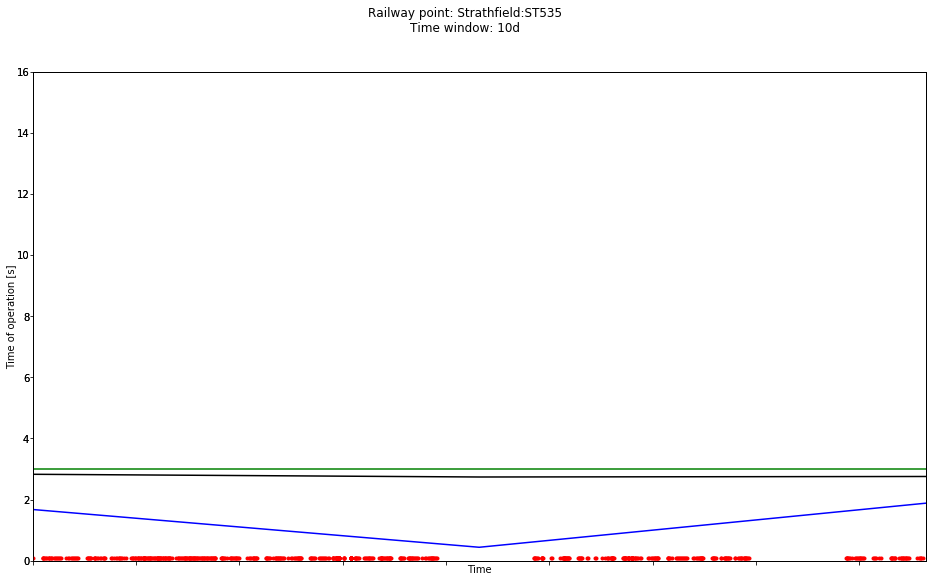 Railway point: Strathfield:ST535
Time window: 10d
16
14
12
10
8
6
4
2
0
Time of operation [s]
Time